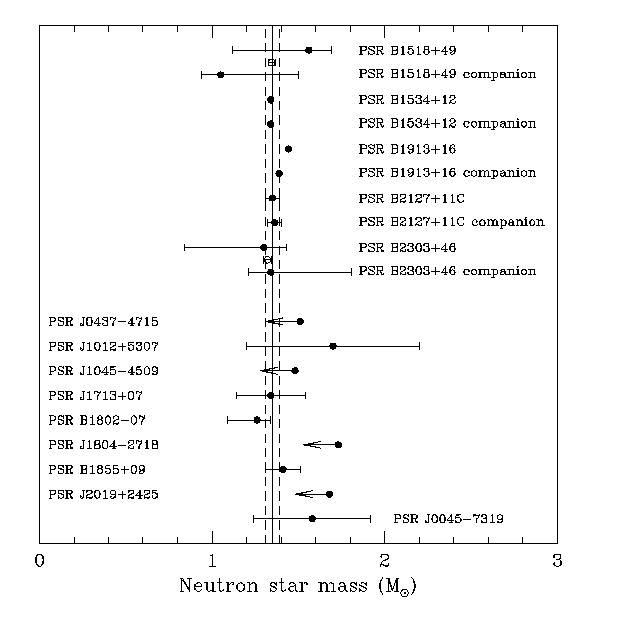 PSR B1518+49
PSR B1518+49 companion
PSR B1534+12
PSR B1534+12 companion
PSR B1913+16
PSR B1913+16 companion
PSR B2127+11C
PSR B2127+11C companion
PSR B2303+46
PSR B2303+46 companion
PSR J0437−4715
PSR J1012+5307
PSR J1045−4509
PSR J1713+07
PSR B1802−07
PSR J1804−2718
PSR B1855+09
PSR J2019+2425
PSR J0045−7319
0 1 2 3
Neutron star mass (M☉)